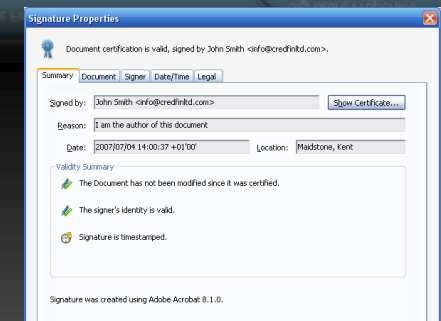 Signature Properties
Document certification is valid, signed by John Smith <info@credfinltd.com>.
Summary Document Signer Date/Time Legal
Signed by: John Smith <info@credfinltd.com> Show Certificate...
Reason: I am the author of this document
Date: 2007/07/04 14:00:37 +01'00' Location: Maidstone, Kent
Validity Summary
The Document has not been modified since it was certified.
The signer's identity is valid.
Signature is timestamped.
Signature was created using Adobe Acrobat 8.1.0.